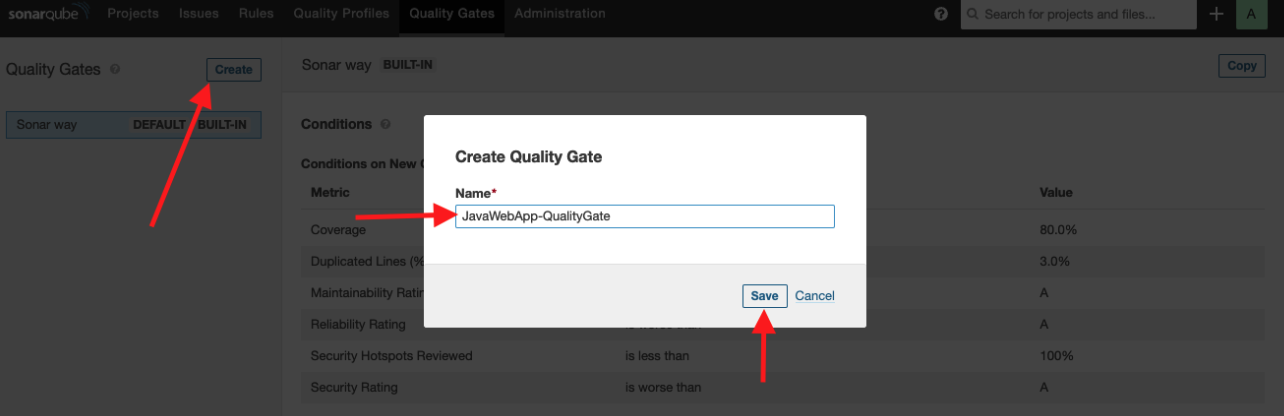 sonarqube Projects Issues Rules Quality Profiles Quality Gates Administration ? Search for projects and files... + A
Quality Gates ? Create
Sonar way BUILT-IN Copy
Sonar way DEFAULT BUILT-IN
Conditions ?
Create Quality Gate
Conditions on New
Metric Value
Name*
JavaWebApp-QualityGate
Coverage 80.0%
Duplicated Lines (% 3.0%
Maintainability A
Save Cancel
Reliability Rating A
Security Hotspots Reviewed is less than 100%
Security Rating is worse than A